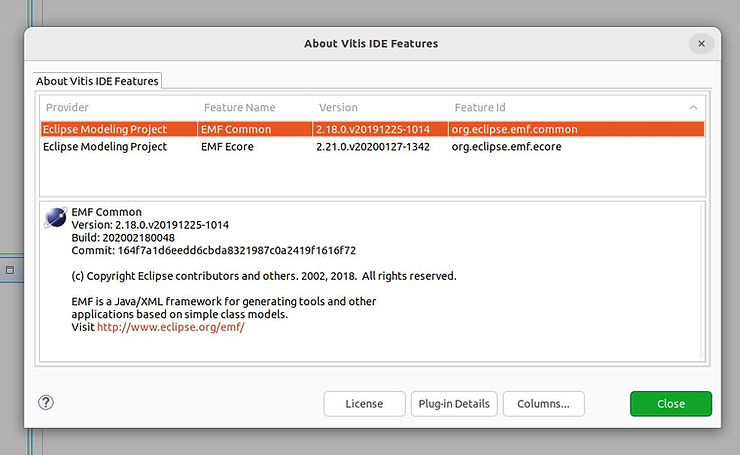 About Vitis IDE Features
About Vitis IDE Features
Provider Feature Name Version Feature Id
Eclipse Modeling Project EMF Common 2.18.0.v20191225-1014 org.eclipse.emf.common
Eclipse Modeling Project EMF Ecore 2.21.0.v20200127-1342 org.eclipse.emf.ecore
EMF Common
Version: 2.18.0.v20191225-1014
Build: 202002180048
Commit: 164f7a1d6eedd6cbda8321987c0a2419f1616f72
(c) Copyright Eclipse contributors and others. 2002, 2018.  All rights reserved.
EMF is a Java/XML framework for generating tools and other
applications based on simple class models.
Visit http://www.eclipse.org/emf/
License Plug-in Details Columns... Close